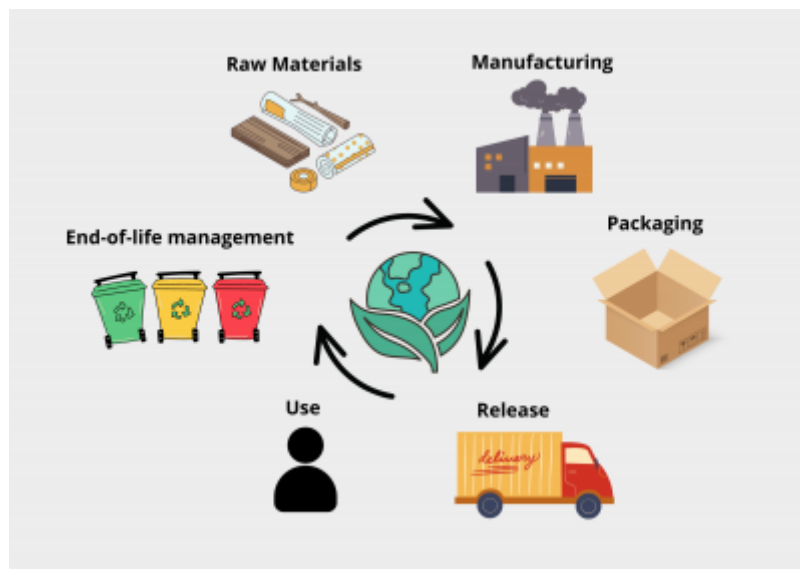 Raw Materials
Manufacturing
Packaging
End-of-life management
Use
Release
delivery